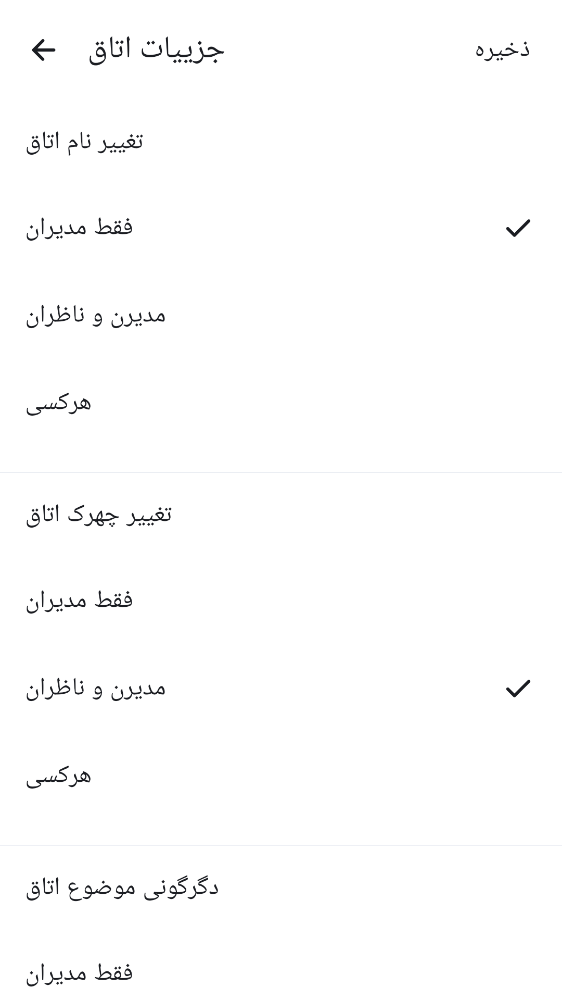 جزییات اتاق
ذخیره
تغییر نام اتاق
فقط مدیران
مدیرن و ناظران
هرکسی
تغییر چهرک اتاق
فقط مدیران
مدیرن و ناظران
هرکسی
دگرگونی موضوع اتاق
فقط مدیران